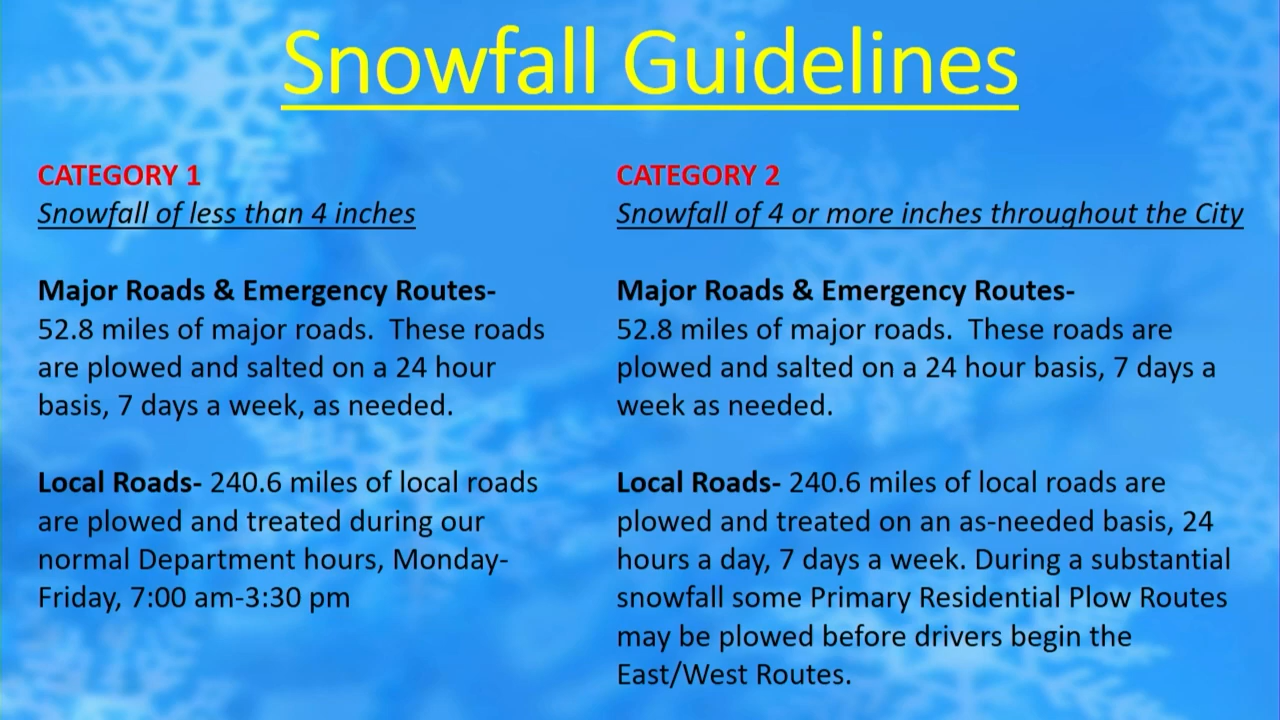 Snowfall Guidelines
CATEGORY 1
Snowfall of less than 4 inches
Major Roads & Emergency Routes-
52.8 miles of major roads.  These roads
are plowed and salted on a 24 hour
basis, 7 days a week, as needed.
Local Roads- 240.6 miles of local roads
are plowed and treated during our
normal Department hours, Monday-
Friday, 7:00 am-3:30 pm
CATEGORY 2
Snowfall of 4 or more inches throughout the City
Major Roads & Emergency Routes-
52.8 miles of major roads.  These roads are
plowed and salted on a 24 hour basis, 7 days a
week as needed.
Local Roads- 240.6 miles of local roads are
plowed and treated on an as-needed basis, 24
hours a day, 7 days a week. During a substantial
snowfall some Primary Residential Plow Routes
may be plowed before drivers begin the
East/West Routes.